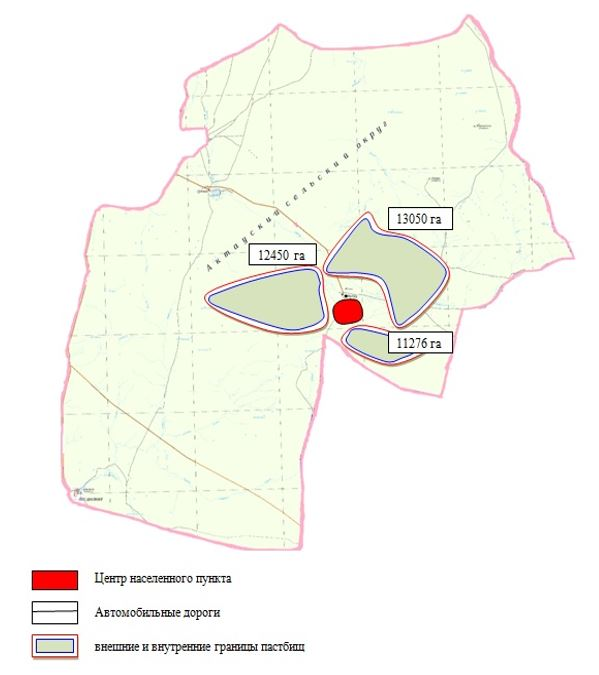 Актауский сельский округ
13050 га
12450 га
11276 га
Центр населенного пункта
Автомобильные дороги
внешние и внутренние границы пастбищ